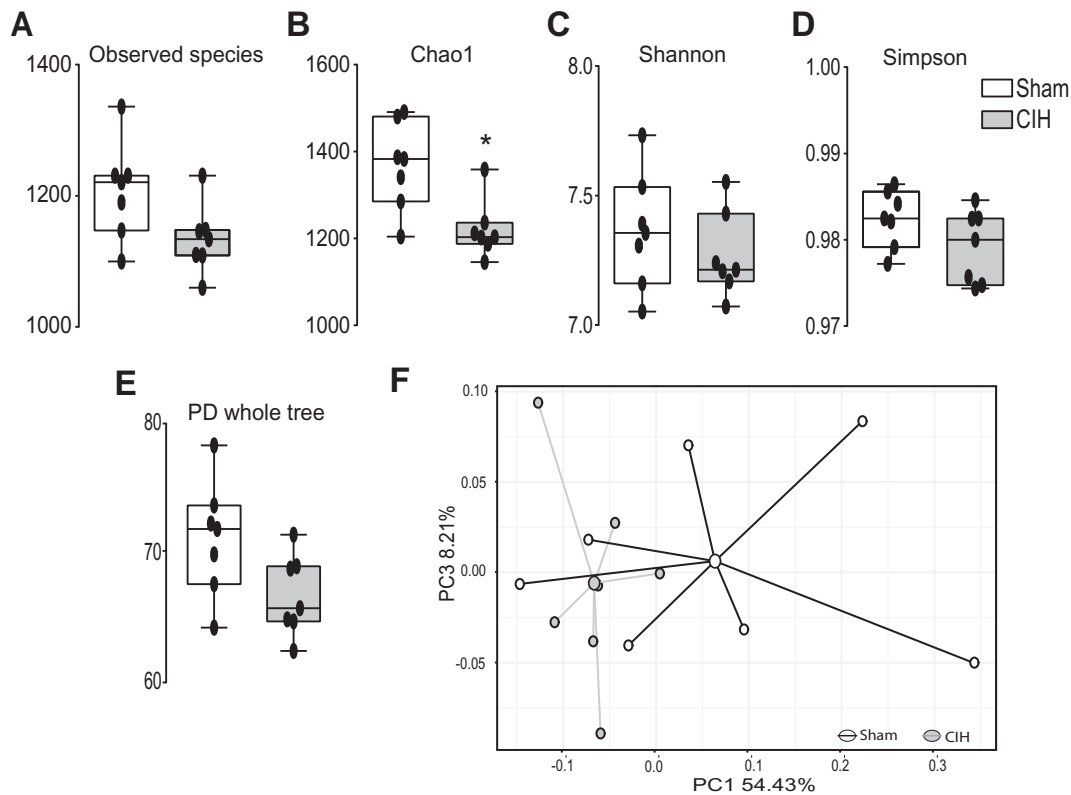 A
Observed species
1400
1200
1000
B
Chao1
1600
1400
1200
1000
*
C
Shannon
8.0
7.5
7.0
D
Simpson
1.00
0.99
0.98
0.97
Sham
CIH
E
PD whole tree
80
70
60
F
PC3 8.21%
0.10
0.05
0.00
-0.05
Sham
CIH
-0.1
0.0
0.1
0.2
0.3
PC1 54.43%